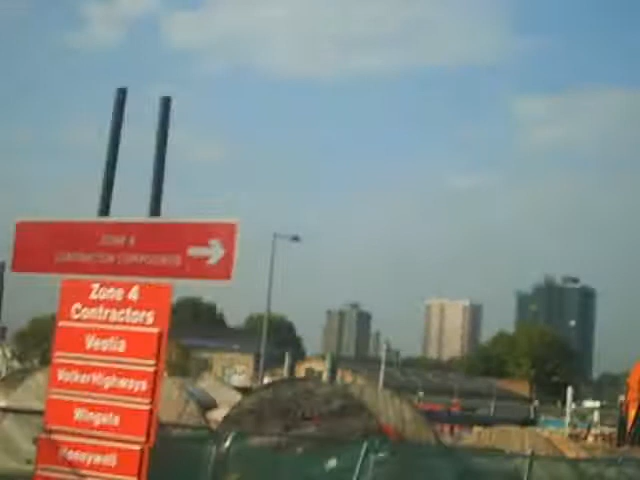 ZONE 4
CONTRACTOR COMPOUNDS
Zone 4
Contractors
Vestia
VolkerHighways
Wingate
Honeywell